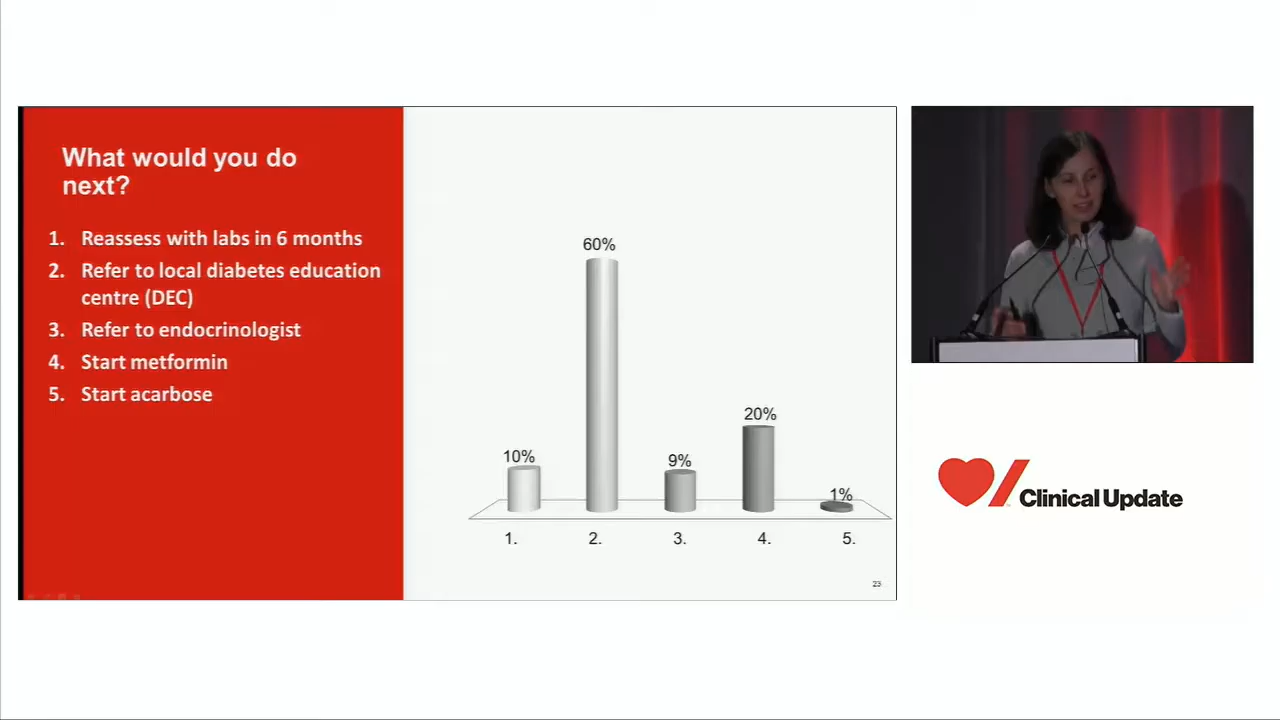 What would you do
next?
1. Reassess with labs in 6 months
2. Refer to local diabetes education
centre (DEC)
3. Refer to endocrinologist
4. Start metformin
5. Start acarbose
60%
20%
10%
9%
1%
1. 2. 3. 4. 5.
23
Clinical Update